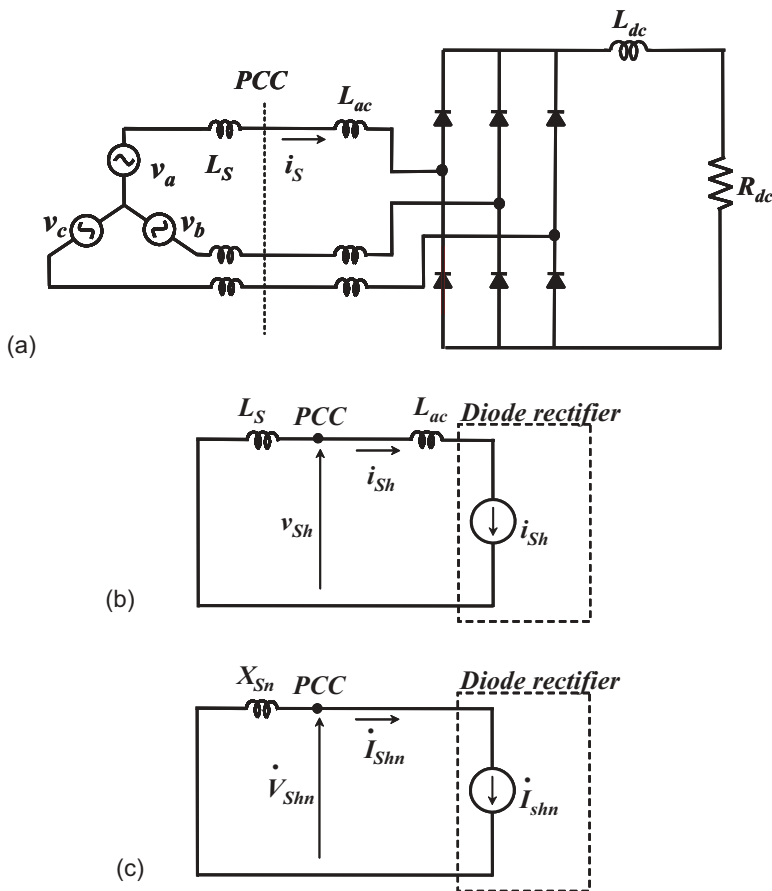 L_dc
PCC
L_ac
L_S
i_S
v_a
R_dc
v_c
v_b
(a)
L_S
PCC
L_ac
Diode rectifier
i_Sh
v_Sh
i_Sh
(b)
X_Sn
PCC
Diode rectifier
İ_Shn
V̇_Shn
İ_shn
(c)